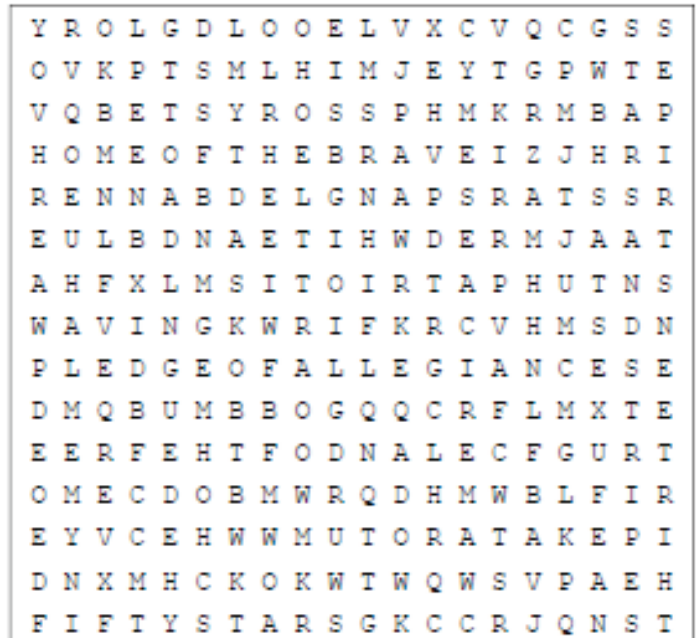 Y R O L G D L O O E L V X C V Q C G S S
O V K P T S M L H I M J E Y T G P W T E
V Q B E T S Y R O S S P H M K R M B A P
H O M E O F T H E B R A V E I Z J H R I
R E N N A B D E L G N A P S R A T S S R
E U L B D N A E T I H W D E R M J A A T
A H F X L M S I T O I R T A P H U T N S
W A V I N G K W R I F K R C V H M S D N
P L E D G E O F A L L E G I A N C E S E
D M Q B U M B B O G Q Q C R F L M X T E
E E R F E H T F O D N A L E C F G U R T
O M E C D O B M W R Q D H M W B L F I R
E Y V C E H W W M U T O R A T A K E P I
D N X M H C K O K W T W Q W S V P A E H
F I F T Y S T A R S G K C C R J Q N S T